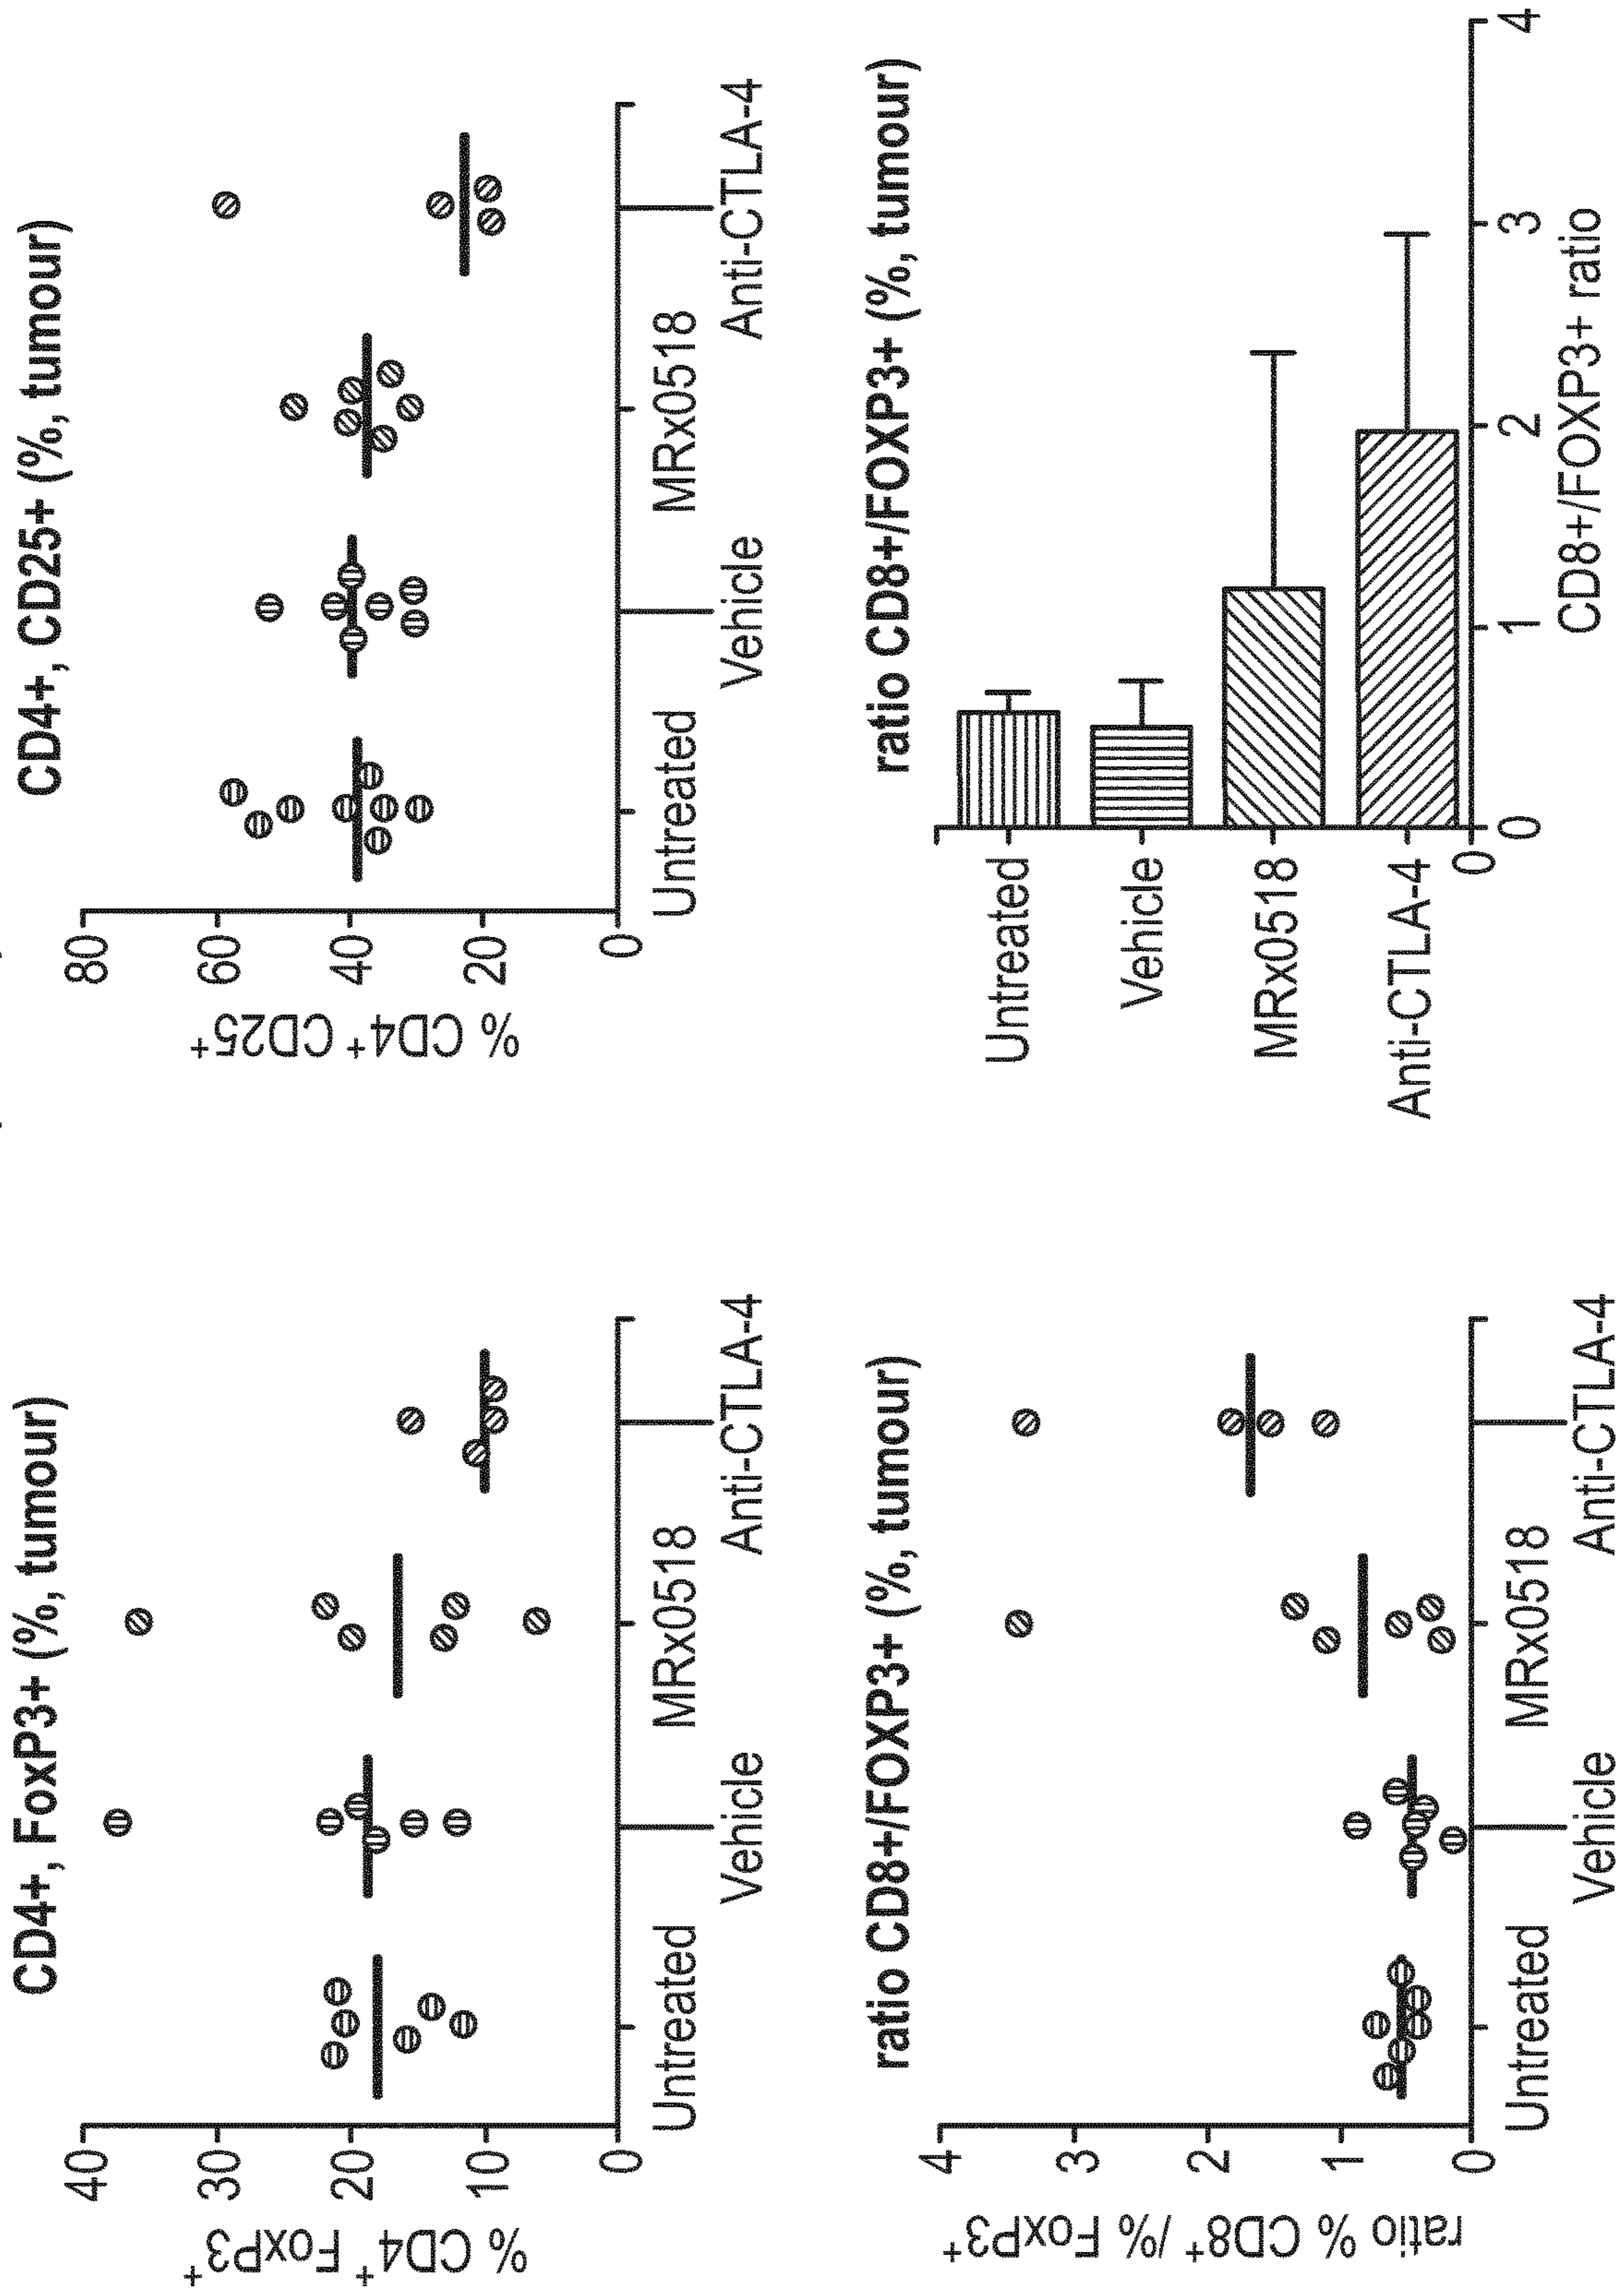 CD4+, FoxP3+ (%, tumour)
% CD4+ FoxP3+
40
30
20
10
0
Untreated
Vehicle
MRx0518
Anti-CTLA-4
CD4+, CD25+ (%, tumour)
% CD4+ CD25+
80
60
40
20
0
Untreated
Vehicle
MRx0518
Anti-CTLA-4
ratio CD8+/FOXP3+ (%, tumour)
ratio % CD8+/% FoxP3+
4
3
2
1
0
Untreated
Vehicle
MRx0518
Anti-CTLA-4
ratio CD8+/FOXP3+ (%, tumour)
Untreated
Vehicle
MRx0518
Anti-CTLA-4
0
0
1
2
3
4
CD8+/FOXP3+ ratio